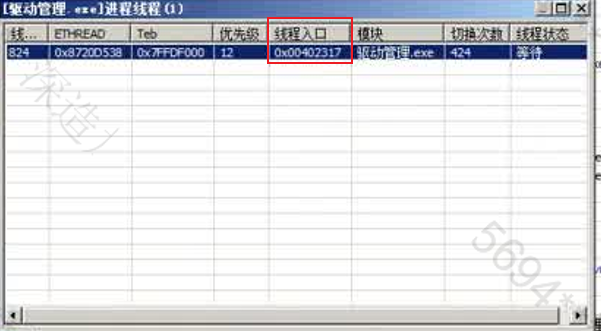 [驱动管理.exe]进程线程(1)
线... ETHREAD Teb 优先级 线程入口 模块 切换次数 线程状态
824 0x8720D538 0x7FFDF000 12 0x00402317 驱动管理.exe 424 等待
深造）
5694**